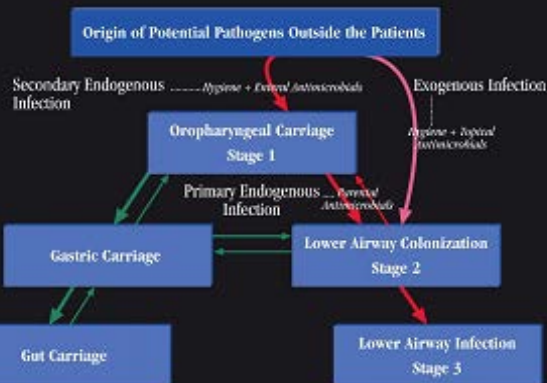 Origin of Potential Pathogens Outside the Patients
Secondary Endogenous
Infection
Hygiene + Enteral Antimicrobials
Exogenous Infection
Hygiene + Topical
Antimicrobials
Oropharyngeal Carriage
Stage 1
Primary Endogenous
Infection
Parental
Antimicrobials
Gastric Carriage
Lower Airway Colonization
Stage 2
Gut Carriage
Lower Airway Infection
Stage 3